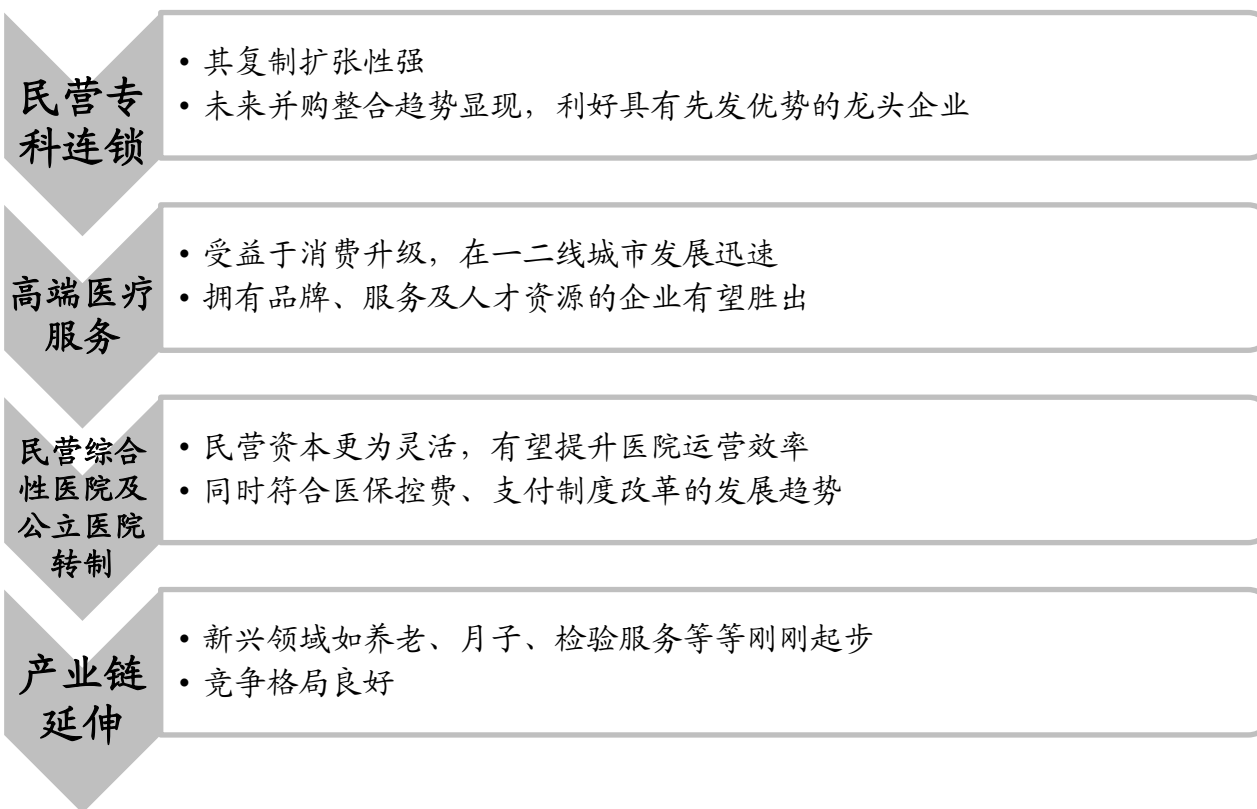 民营专
科连锁
• 其复制扩张性强
• 未来并购整合趋势显现，利好具有先发优势的龙头企业
高端医疗
服务
• 受益于消费升级，在一二线城市发展迅速
• 拥有品牌、服务及人才资源的企业有望胜出
民营综合
性医院及
公立医院
转制
• 民营资本更为灵活，有望提升医院运营效率
• 同时符合医保控费、支付制度改革的发展趋势
产业链
延伸
• 新兴领域如养老、月子、检验服务等等刚刚起步
• 竞争格局良好